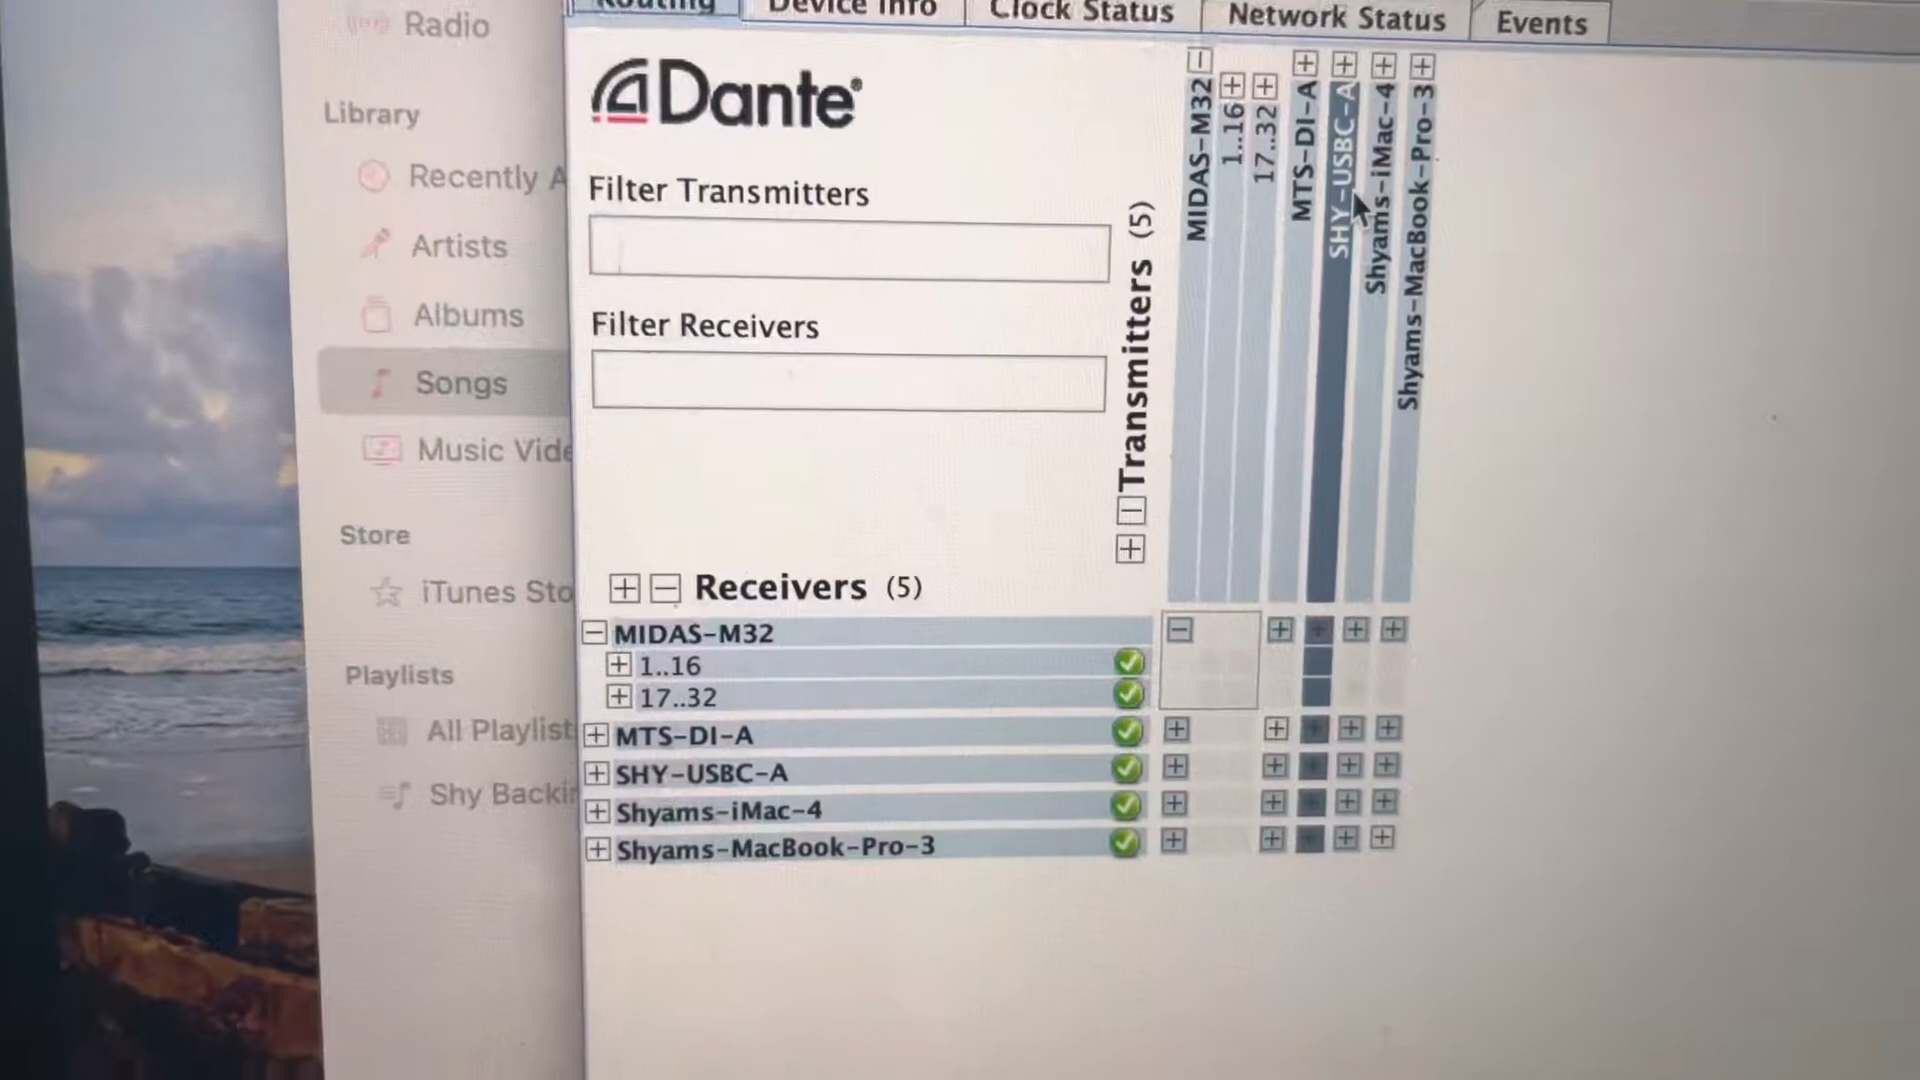 Radio
Library
Recently A
Artists
Albums
Songs
Music Vide
Store
iTunes Sto
Playlists
All Playlist
Shy Backin
Routing
Device Info
Clock Status
Network Status
Events
Dante®
Filter Transmitters
Filter Receivers
Transmitters (5)
MIDAS-M32
1..16
17..32
MTS-DI-A
SHY-USBC-A
Shyams-iMac-4
Shyams-MacBook-Pro-3
Receivers (5)
MIDAS-M32
1..16
17..32
MTS-DI-A
SHY-USBC-A
Shyams-iMac-4
Shyams-MacBook-Pro-3